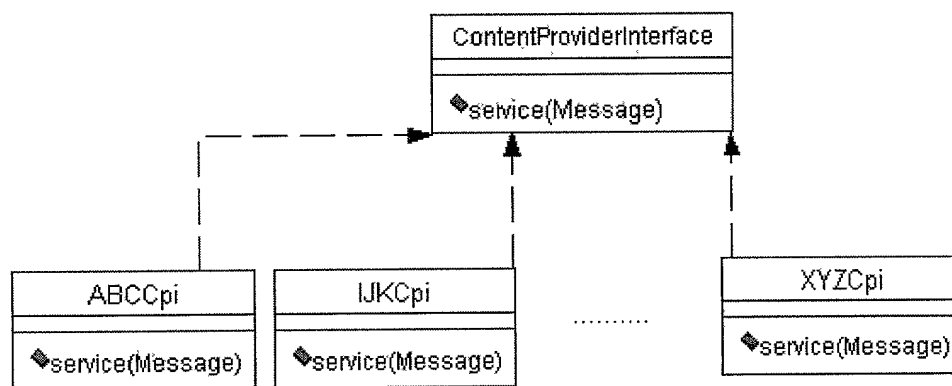 ContentProviderInterface
service(Message)
ABCCpi
service(Message)
IJKCpi
service(Message)
.........
XYZCpi
service(Message)